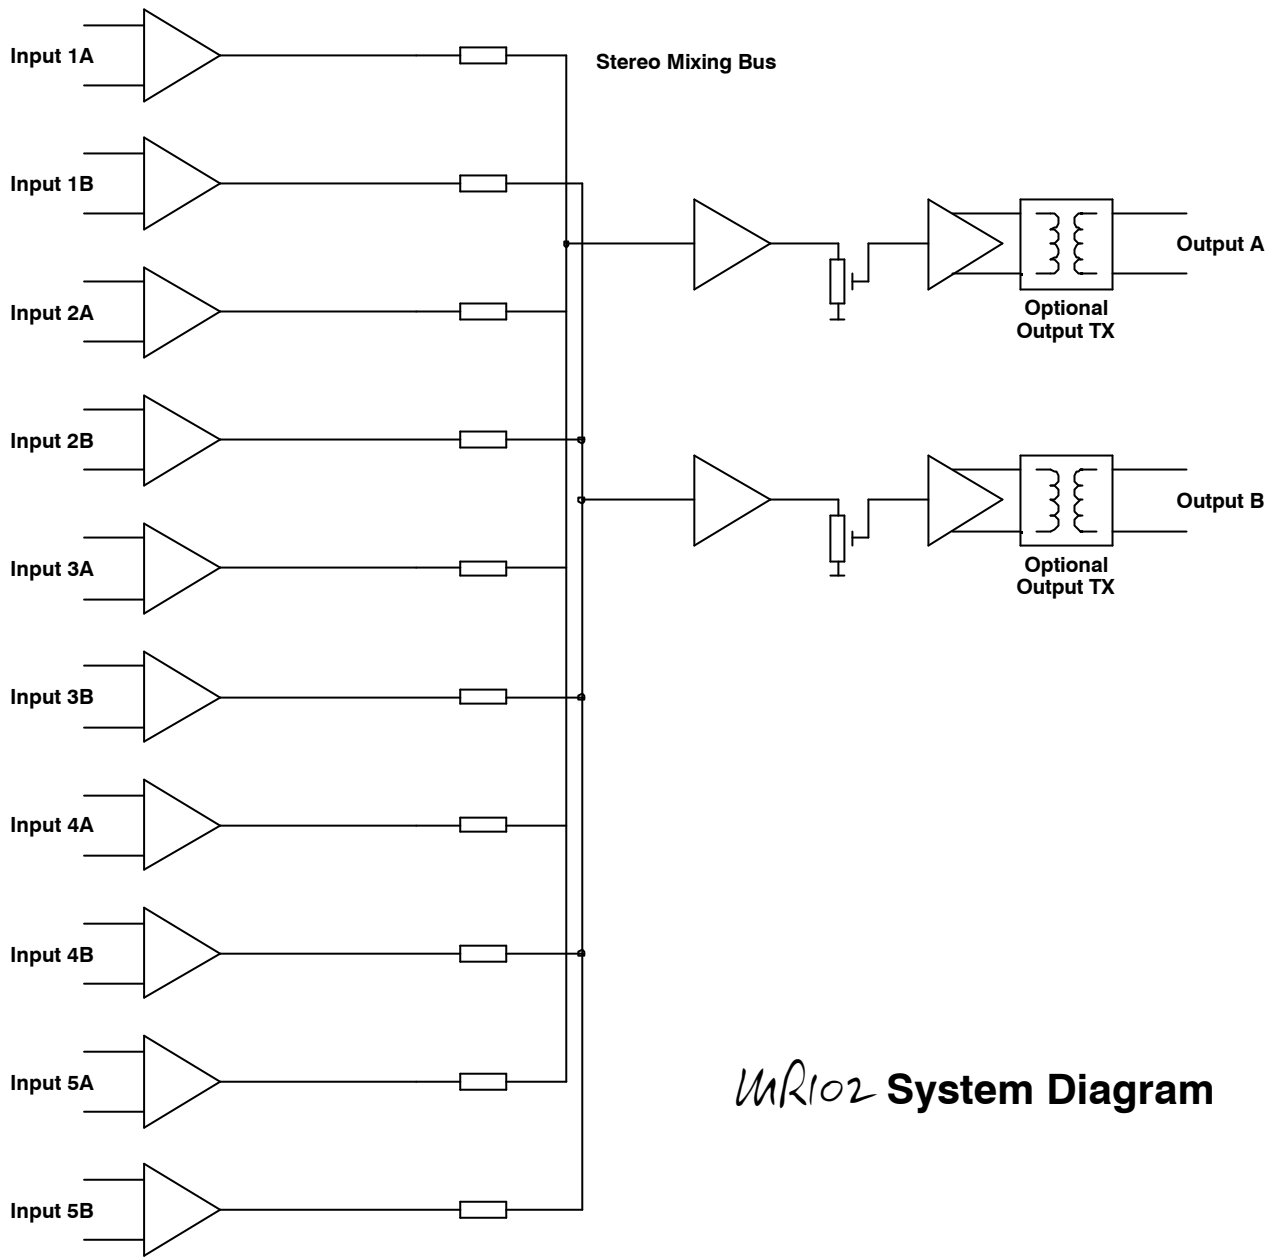 Input 1A
Stereo Mixing Bus
Input 1B
Output A
Input 2A
Optional
Output TX
Input 2B
Output B
Input 3A
Optional
Output TX
Input 3B
Input 4A
Input 4B
Input 5A
MR102 System Diagram
Input 5B